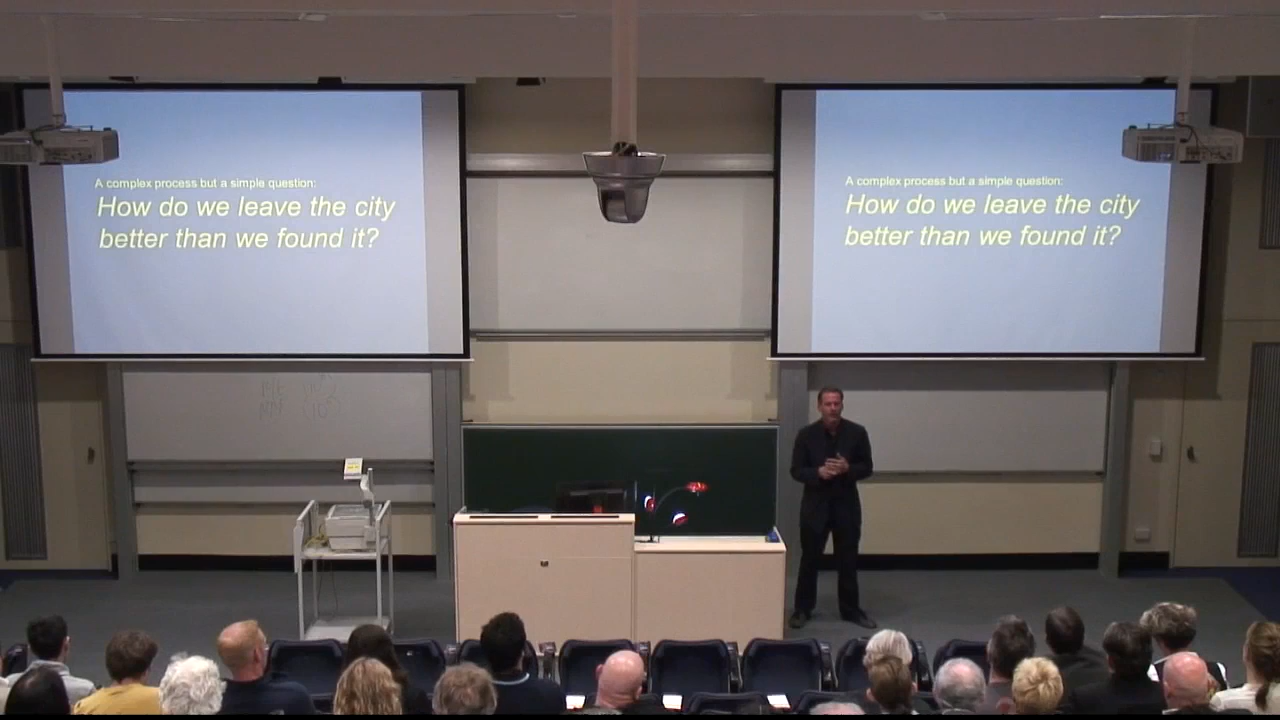 A complex process but a simple question:
How do we leave the city
better than we found it?
A complex process but a simple question:
How do we leave the city
better than we found it?